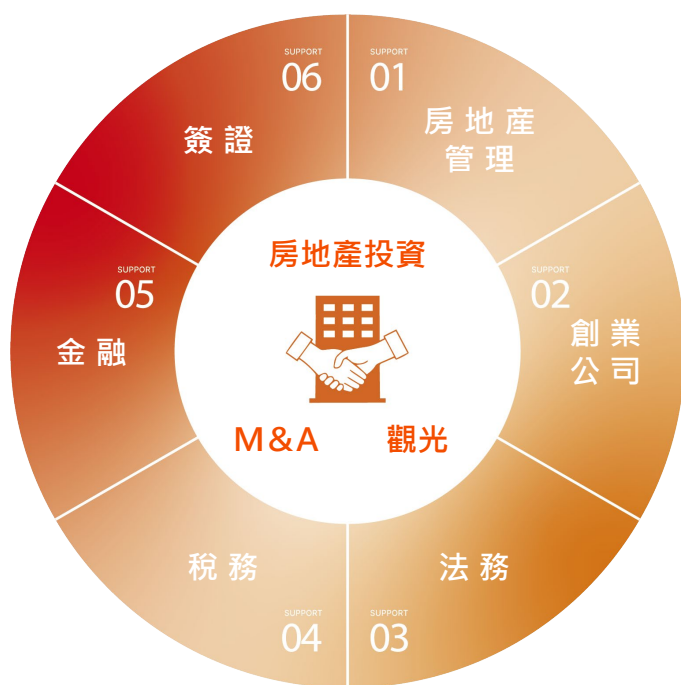 SUPPORT
01
房地産
管理
SUPPORT
02
創業
公司
SUPPORT
03
法務
SUPPORT
04
稅務
SUPPORT
05
金融
SUPPORT
06
簽證
房地產投資
M&A
觀光